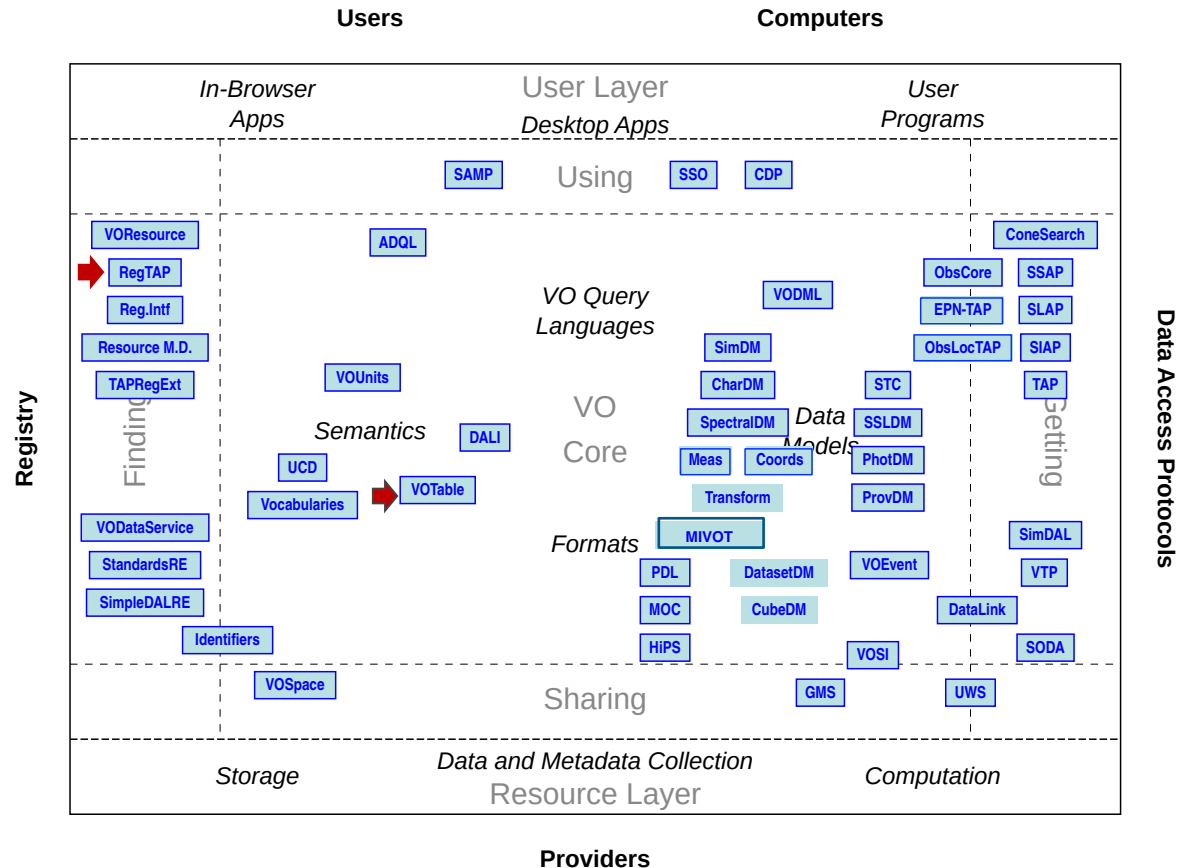 Users
Computers
In-Browser
Apps
User Layer
Desktop Apps
User
Programs
SAMP
Using
SSO
CDP
VOResource
ADQL
ConeSearch
RegTAP
ObsCore
SSAP
Reg.Intf
VO Query
Languages
VODML
EPN-TAP
SLAP
Resource M.D.
SimDM
ObsLocTAP
SIAP
TAPRegExt
VOUnits
CharDM
STC
TAP
Registry
Finding
Semantics
DALI
VO
Core
SpectralDM
Data
Models
SSLDM
Getting
Data Access Protocols
UCD
Meas
Coords
PhotDM
Vocabularies
VOTable
Transform
ProvDM
VODataService
Formats
MIVOT
SimDAL
StandardsRE
PDL
DatasetDM
VOEvent
VTP
SimpleDALRE
MOC
CubeDM
DataLink
Identifiers
HiPS
VOSI
SODA
VOSpace
Sharing
GMS
UWS
Storage
Data and Metadata Collection
Computation
Resource Layer
Providers